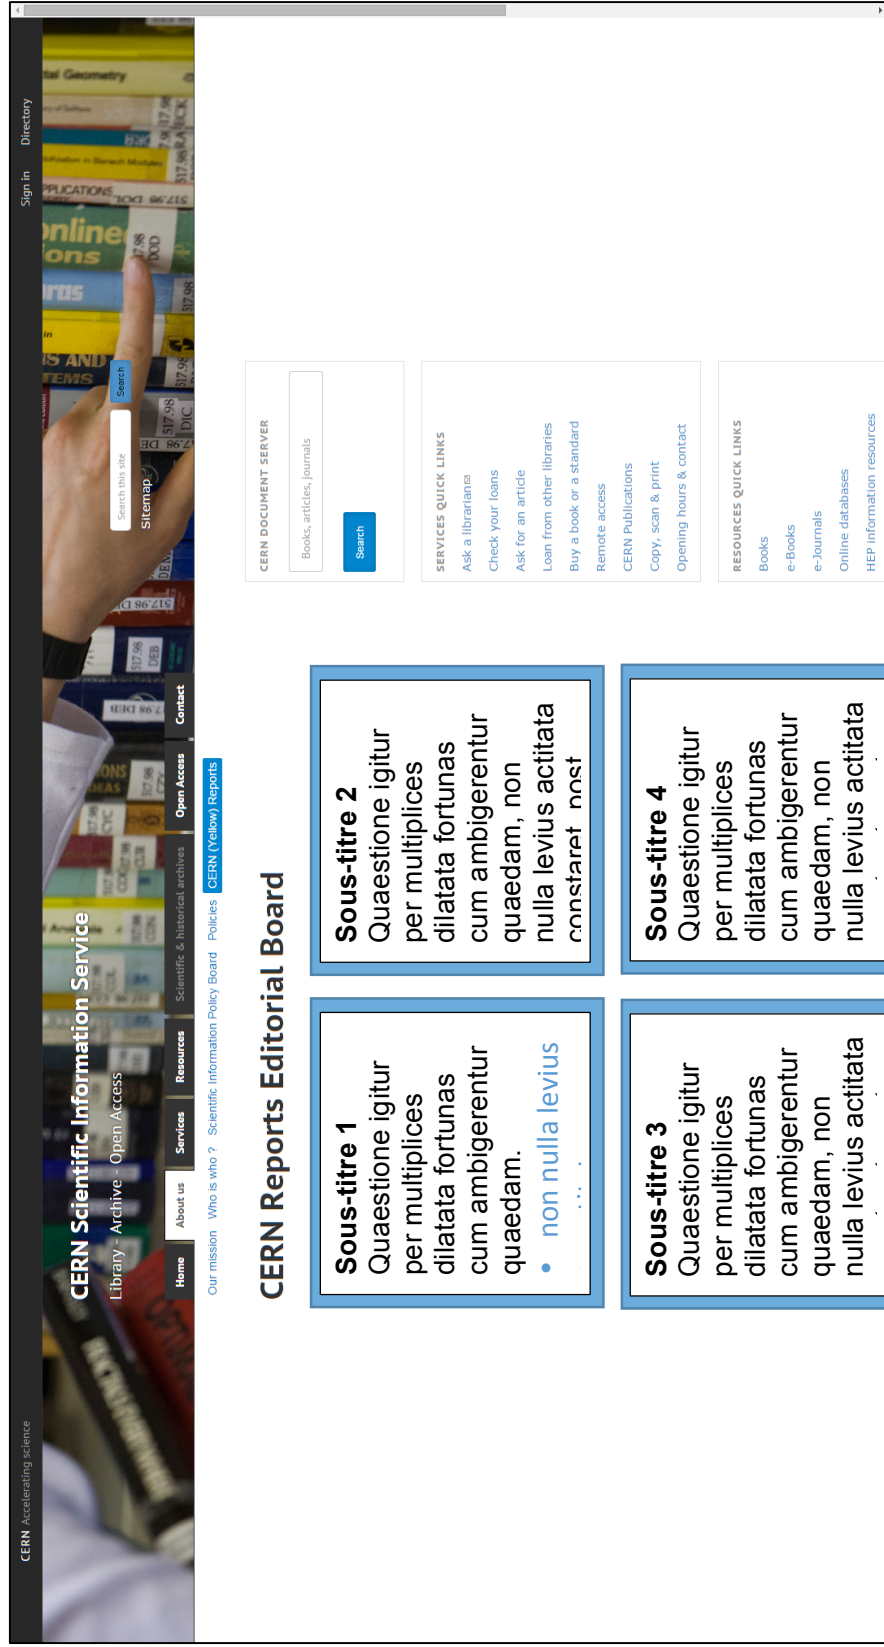 CERN Accelerating science
Sign in
Directory
CERN Scientific Information Service
Library - Archive - Open Access
Search this site
Search
Sitemap
Home
About us
Services
Resources
Scientific & historical archives
Open Access
Contact
Our mission
Who is who ?
Scientific Information Policy Board
Policies
CERN (Yellow) Reports
CERN Reports Editorial Board
Sous-titre 1
Quaestione igitur
per multiplices
dilatata fortunas
cum ambigerentur
quaedam.
• non nulla levius
Sous-titre 2
Quaestione igitur
per multiplices
dilatata fortunas
cum ambigerentur
quaedam, non
nulla levius actitata
constaret, post
Sous-titre 3
Quaestione igitur
per multiplices
dilatata fortunas
cum ambigerentur
quaedam, non
nulla levius actitata
Sous-titre 4
Quaestione igitur
per multiplices
dilatata fortunas
cum ambigerentur
quaedam, non
nulla levius actitata
CERN DOCUMENT SERVER
Books, articles, journals
Search
SERVICES QUICK LINKS
Ask a librarian
Check your loans
Ask for an article
Loan from other libraries
Buy a book or a standard
Remote access
CERN Publications
Copy, scan & print
Opening hours & contact
RESOURCES QUICK LINKS
Books
e-Books
e-Journals
Online databases
HEP information resources